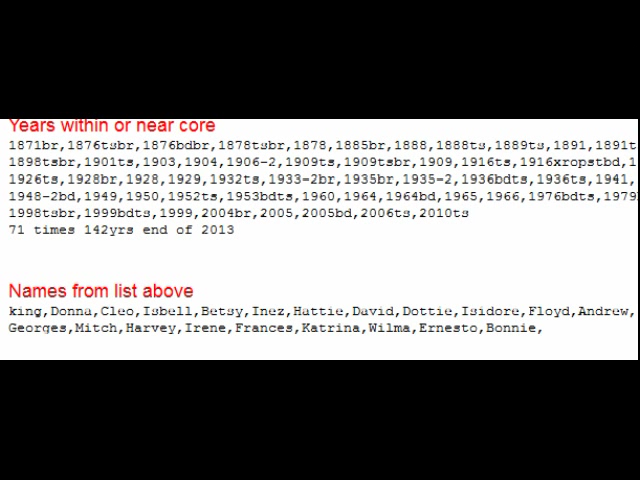 Years within or near core
1871br,1876tsbr,1876bdbr,1878tsbr,1878,1885br,1888,1888ts,1889ts,1891,1891t
1898tsbr,1901ts,1903,1904,1906-2,1909ts,1909tsbr,1909,1916ts,1916xropstbd,1
1926ts,1928br,1928,1929,1932ts,1933-2br,1935br,1935-2,1936bdts,1936ts,1941,
1948-2bd,1949,1950,1952ts,1953bdts,1960,1964,1964bd,1965,1966,1976bdts,1979
1998tsbr,1999bdts,1999,2004br,2005,2005bd,2006ts,2010ts
71 times 142yrs end of 2013
Names from list above
king,Donna,Cleo,Isbell,Betsy,Inez,Hattie,David,Dottie,Isidore,Floyd,Andrew,
Georges,Mitch,Harvey,Irene,Frances,Katrina,Wilma,Ernesto,Bonnie,